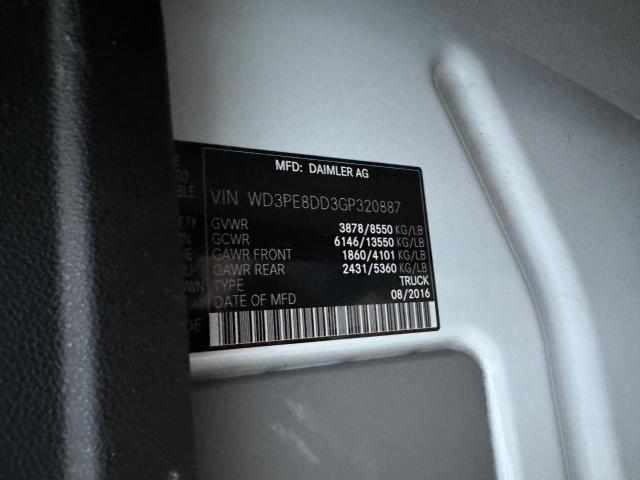 MFD: DAIMLER AG
VIN WD3PE8DD3GP320887
GVWR 3878/8550 KG/LB
GCWR 6146/13550 KG/LB
GAWR FRONT 1860/4101 KG/LB
GAWR REAR 2431/5360 KG/LB
TYPE TRUCK
DATE OF MFD 08/2016